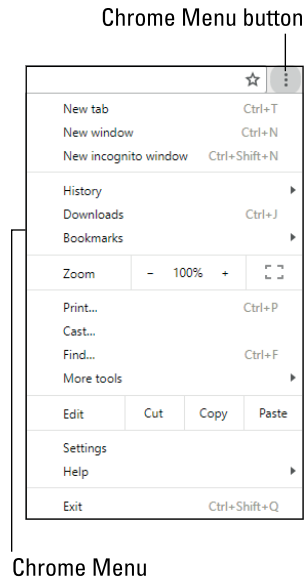 Chrome Menu button
New tab Ctrl+T
New window Ctrl+N
New incognito window Ctrl+Shift+N
History
Downloads Ctrl+J
Bookmarks
Zoom - 100% +
Print... Ctrl+P
Cast...
Find... Ctrl+F
More tools
Edit Cut Copy Paste
Settings
Help
Exit Ctrl+Shift+Q
Chrome Menu